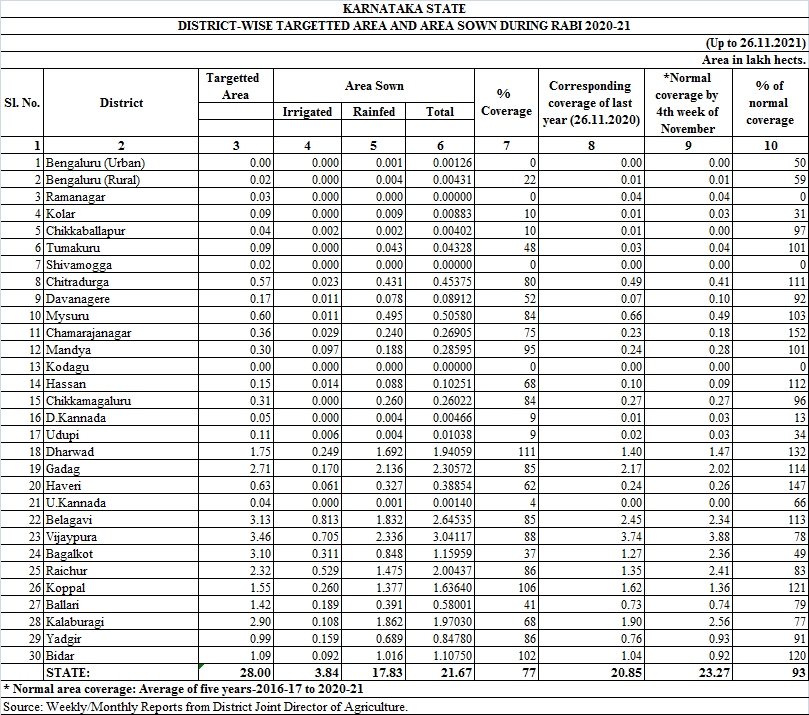 KARNATAKA STATE
DISTRICT-WISE TARGETTED AREA AND AREA SOWN DURING RABI 2020-21
(Up to 26.11.2021)
Area in lakh hects.
Sl. No. District Targetted Area Area Sown % Coverage Corresponding coverage of last year (26.11.2020) *Normal coverage by 4th week of November % of normal coverage
Irrigated Rainfed Total
1 2 3 4 5 6 7 8 9 10
1 Bengaluru (Urban) 0.00 0.000 0.001 0.00126 0 0.00 0.00 50
2 Bengaluru (Rural) 0.02 0.000 0.004 0.00431 22 0.01 0.01 59
3 Ramanagar 0.03 0.000 0.000 0.00000 0 0.04 0.04 0
4 Kolar 0.09 0.000 0.009 0.00883 10 0.01 0.03 31
5 Chikkaballapur 0.04 0.002 0.002 0.00402 10 0.01 0.00 97
6 Tumakuru 0.09 0.000 0.043 0.04328 48 0.03 0.04 101
7 Shivamogga 0.02 0.000 0.000 0.00000 0 0.00 0.00 0
8 Chitradurga 0.57 0.023 0.431 0.45375 80 0.49 0.41 111
9 Davanagere 0.17 0.011 0.078 0.08912 52 0.07 0.10 92
10 Mysuru 0.60 0.011 0.495 0.50580 84 0.66 0.49 103
11 Chamarajanagar 0.36 0.029 0.240 0.26905 75 0.23 0.18 152
12 Mandya 0.30 0.097 0.188 0.28595 95 0.24 0.28 101
13 Kodagu 0.00 0.000 0.000 0.00000 0 0.00 0.00 0
14 Hassan 0.15 0.014 0.088 0.10251 68 0.10 0.09 112
15 Chikkamagaluru 0.31 0.000 0.260 0.26022 84 0.27 0.27 96
16 D.Kannada 0.05 0.000 0.004 0.00466 9 0.01 0.03 13
17 Udupi 0.11 0.006 0.004 0.01038 9 0.02 0.03 34
18 Dharwad 1.75 0.249 1.692 1.94059 111 1.40 1.47 132
19 Gadag 2.71 0.170 2.136 2.30572 85 2.17 2.02 114
20 Haveri 0.63 0.061 0.327 0.38854 62 0.24 0.26 147
21 U.Kannada 0.04 0.000 0.001 0.00140 4 0.00 0.00 66
22 Belagavi 3.13 0.813 1.832 2.64535 85 2.45 2.34 113
23 Vijaypura 3.46 0.705 2.336 3.04117 88 3.74 3.88 78
24 Bagalkot 3.10 0.311 0.848 1.15959 37 1.27 2.36 49
25 Raichur 2.32 0.529 1.475 2.00437 86 1.35 2.41 83
26 Koppal 1.55 0.260 1.377 1.63640 106 1.62 1.36 121
27 Ballari 1.42 0.189 0.391 0.58001 41 0.73 0.74 79
28 Kalaburagi 2.90 0.108 1.862 1.97030 68 1.90 2.56 77
29 Yadgir 0.99 0.159 0.689 0.84780 86 0.76 0.93 91
30 Bidar 1.09 0.092 1.016 1.10750 102 1.04 0.92 120
STATE: 28.00 3.84 17.83 21.67 77 20.85 23.27 93
* Normal area coverage: Average of five years-2016-17 to 2020-21
Source: Weekly/Monthly Reports from District Joint Director of Agriculture.